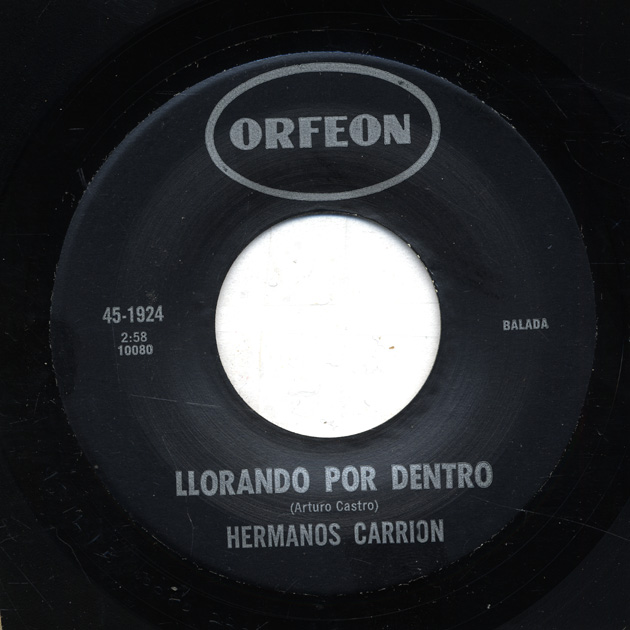 ORFEON
45-1924
2:58
10080
BALADA
LLORANDO POR DENTRO
(Arturo Castro)
HERMANOS CARRION